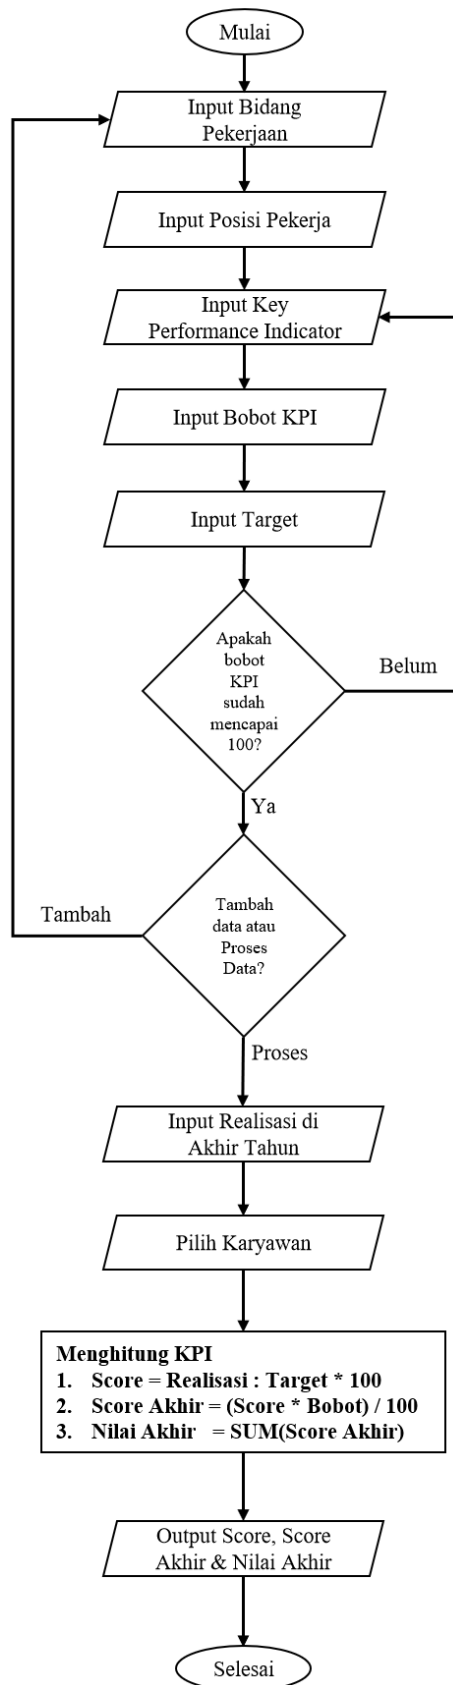 Mulai
Input Bidang
Pekerjaan
Input Posisi Pekerja
Input Key
Performance Indicator
Input Bobot KPI
Input Target
Apakah
bobot
KPI
sudah
mencapai
100?
Belum
Ya
Tambah
data atau
Proses
Data?
Tambah
Proses
Input Realisasi di
Akhir Tahun
Pilih Karyawan
Menghitung KPI
1. Score = Realisasi : Target * 100
2. Score Akhir = (Score * Bobot) / 100
3. Nilai Akhir = SUM(Score Akhir)
Output Score, Score
Akhir & Nilai Akhir
Selesai